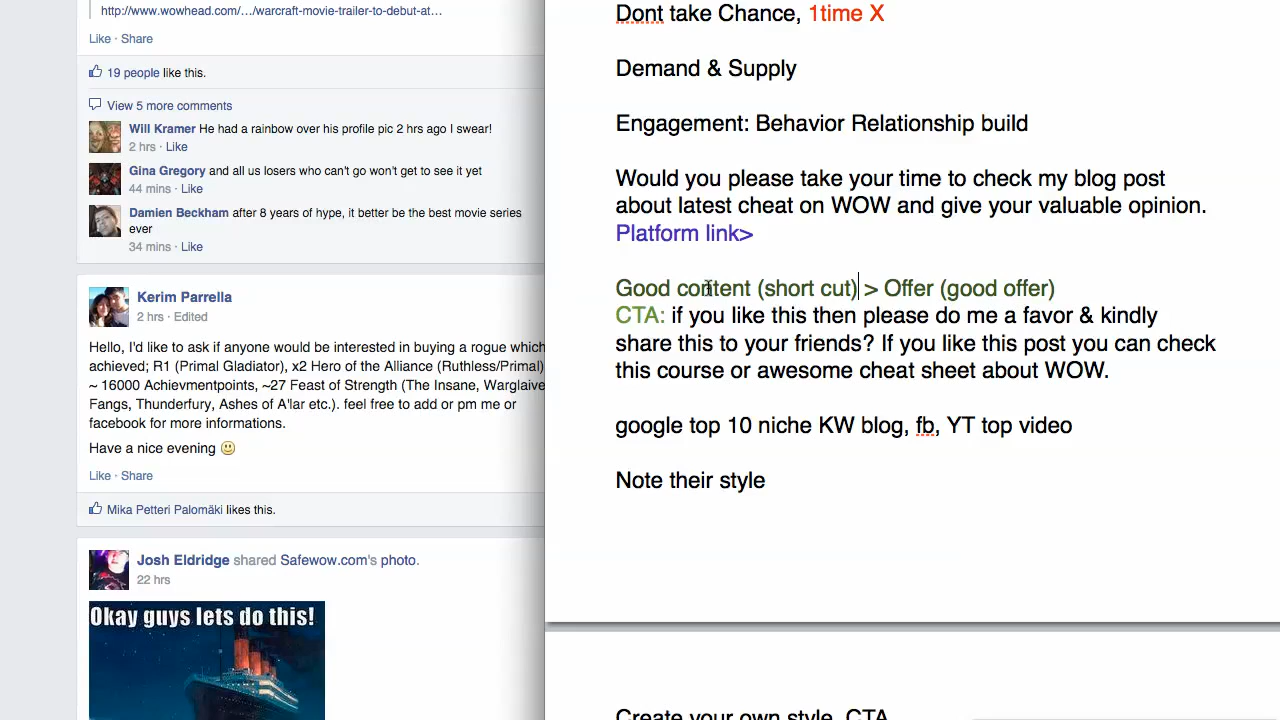 http://www.wowhead.com/.../warcraft-movie-trailer-to-debut-at...
Like · Share
19 people like this.
View 5 more comments
Will Kramer He had a rainbow over his profile pic 2 hrs ago I swear!
2 hrs · Like
Gina Gregory and all us losers who can't go won't get to see it yet
44 mins · Like
Damien Beckham after 8 years of hype, it better be the best movie series
ever
34 mins · Like
Kerim Parrella
2 hrs · Edited
Hello, I'd like to ask if anyone would be interested in buying a rogue which
achieved; R1 (Primal Gladiator), x2 Hero of the Alliance (Ruthless/Primal)
~ 16000 Achievmentpoints, ~27 Feast of Strength (The Insane, Warglaive
Fangs, Thunderfury, Ashes of A'lar etc.). feel free to add or pm me or
facebook for more informations.
Have a nice evening
Like · Share
Mika Petteri Palomäki likes this.
Josh Eldridge shared Safewow.com's photo.
22 hrs
Okay guys lets do this!
Dont take Chance, 1time X
Demand & Supply
Engagement: Behavior Relationship build
Would you please take your time to check my blog post
about latest cheat on WOW and give your valuable opinion.
Platform link>
Good content (short cut) > Offer (good offer)
CTA: if you like this then please do me a favor & kindly
share this to your friends? If you like this post you can check
this course or awesome cheat sheet about WOW.
google top 10 niche KW blog, fb, YT top video
Note their style
Create your own style, CTA